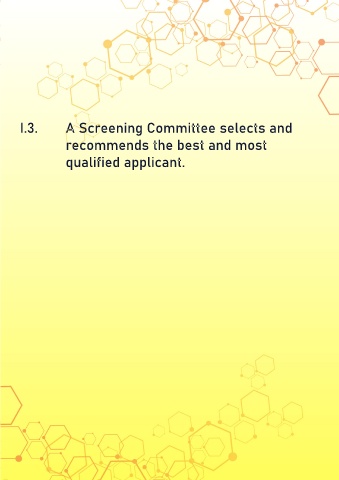 I.3. A Screening Committee selects and
recommends the best and most
qualified applicant.